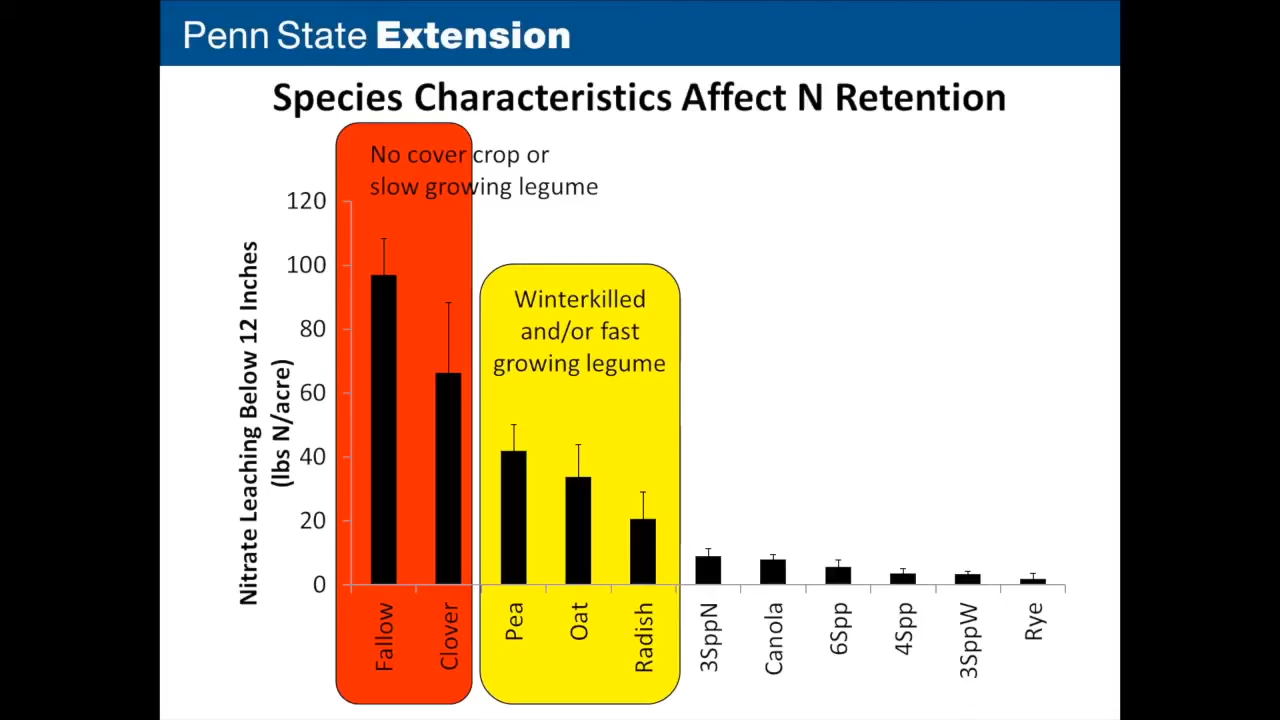 Penn State Extension
Species Characteristics Affect N Retention
No cover crop or
slow growing legume
Winterkilled
and/or fast
growing legume
Nitrate Leaching Below 12 Inches
(lbs N/acre)
120
100
80
60
40
20
0
Fallow
Clover
Pea
Oat
Radish
3SppN
Canola
6Spp
4Spp
3SppW
Rye